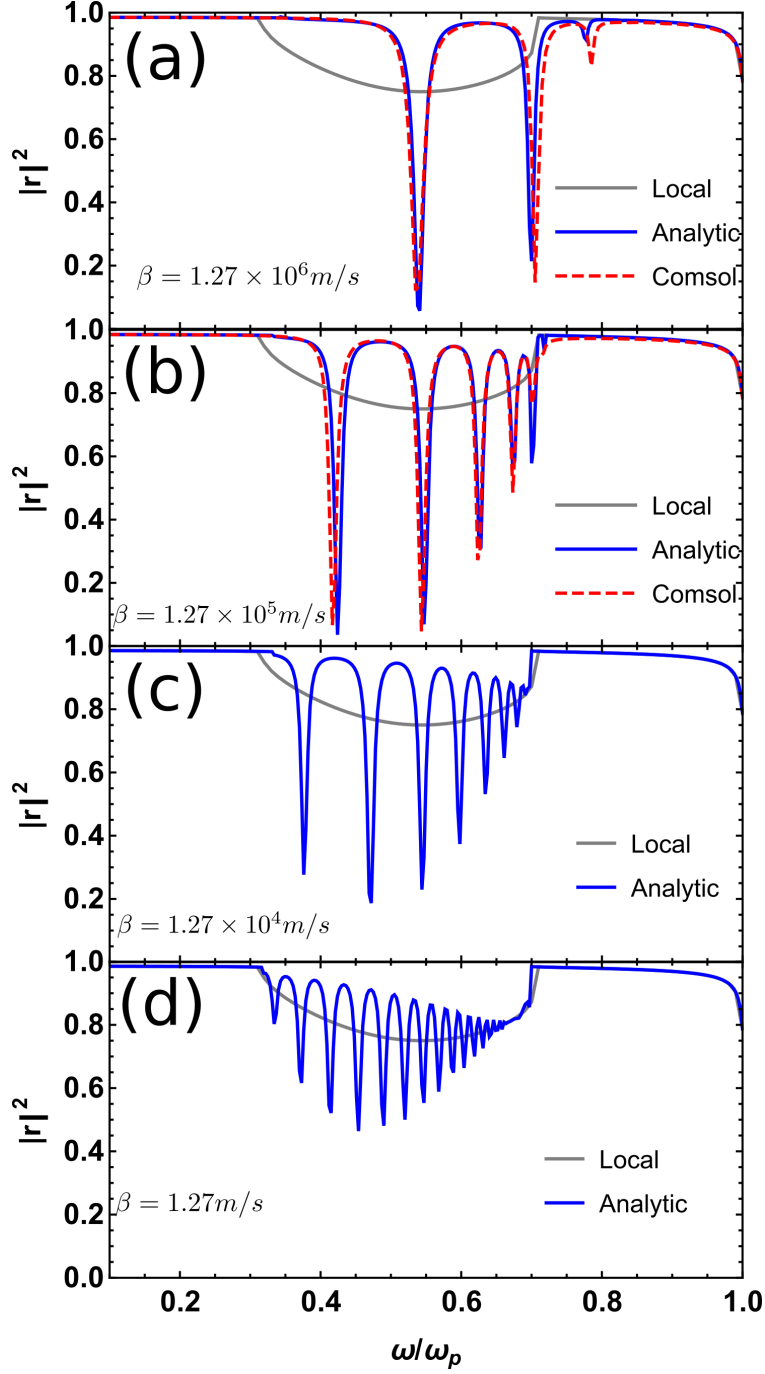 1.0
(a)
0.8
|r|²
0.6
Local
0.4
Analytic
0.2
β = 1.27 × 10⁶m/s
Comsol
1.0
(b)
0.8
|r|²
0.6
Local
0.4
Analytic
0.2
β = 1.27 × 10⁵m/s
Comsol
1.0
(c)
0.8
|r|²
0.6
0.4
Local
0.2
Analytic
β = 1.27 × 10⁴m/s
1.0
(d)
0.8
|r|²
0.6
0.4
Local
0.2
β = 1.27m/s
Analytic
0.0
0.2 0.4 0.6 0.8 1.0
ω/ωₚ